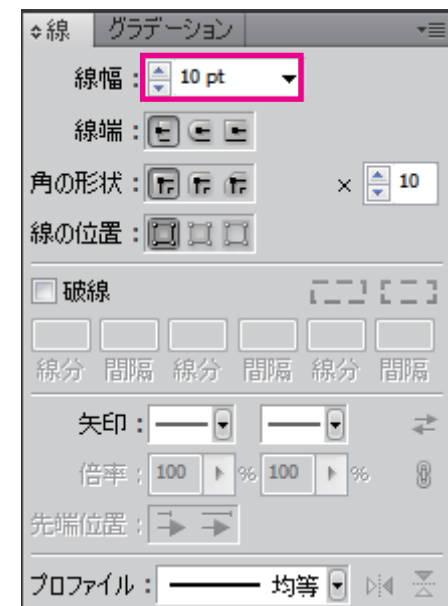 線 グラデーション
線幅： 10 pt
線端：
角の形状： × 10
線の位置：
破線
線分 間隔 線分 間隔 線分 間隔
矢印：
倍率： 100 % 100 %
先端位置：
プロファイル： 均等